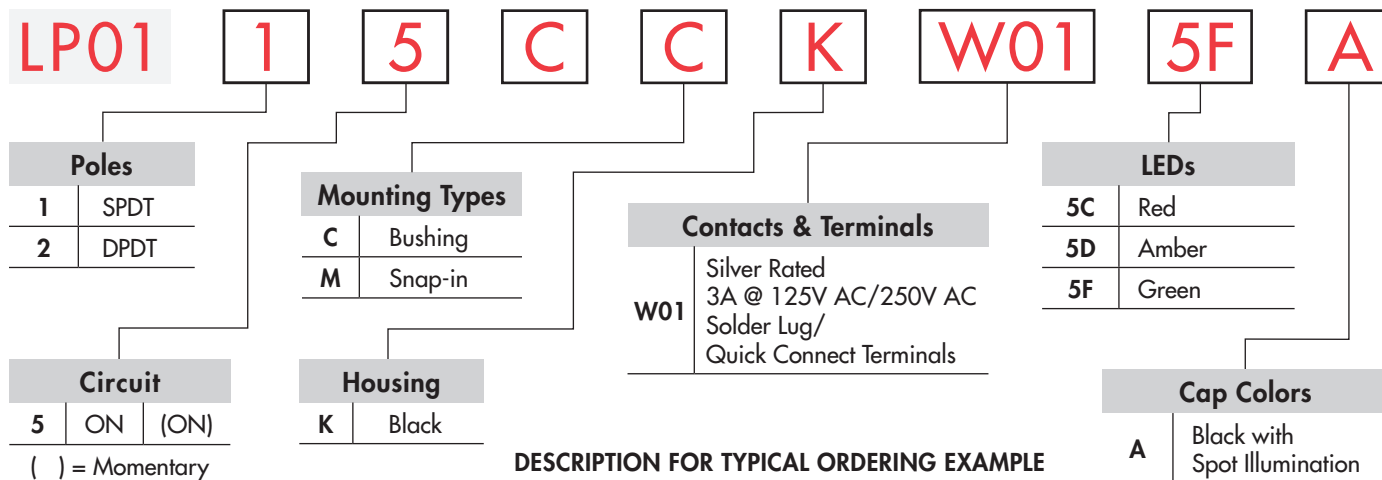 LP01 1 5 C C K W01 5F A
Poles
1 SPDT
2 DPDT
Mounting Types
C Bushing
M Snap-in
Contacts & Terminals
W01 Silver Rated
3A @ 125V AC/250V AC
Solder Lug/
Quick Connect Terminals
LEDs
5C Red
5D Amber
5F Green
Circuit
5 ON (ON)
( ) = Momentary
Housing
K Black
Cap Colors
A Black with
Spot Illumination
DESCRIPTION FOR TYPICAL ORDERING EXAMPLE